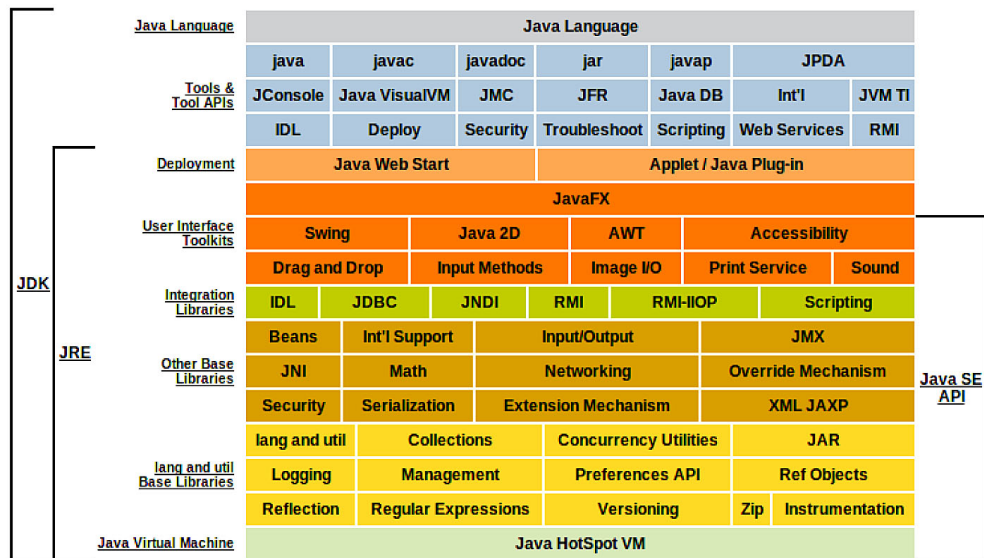 Java Language Java Language
java javac javadoc jar javap JPDA
Tools &
Tool APIs
JConsole Java VisualVM JMC JFR Java DB Int'l JVM TI
IDL Deploy Security Troubleshoot Scripting Web Services RMI
Deployment Java Web Start Applet / Java Plug-in
JavaFX
User Interface
Toolkits
Swing Java 2D AWT Accessibility
Drag and Drop Input Methods Image I/O Print Service Sound
JDK
Integration
Libraries
IDL JDBC JNDI RMI RMI-IIOP Scripting
Beans Int'l Support Input/Output JMX
JRE
Other Base
Libraries
JNI Math Networking Override Mechanism
Java SE
API
Security Serialization Extension Mechanism XML JAXP
lang and util Collections Concurrency Utilities JAR
lang and util
Base Libraries
Logging Management Preferences API Ref Objects
Reflection Regular Expressions Versioning Zip Instrumentation
Java Virtual Machine Java HotSpot VM